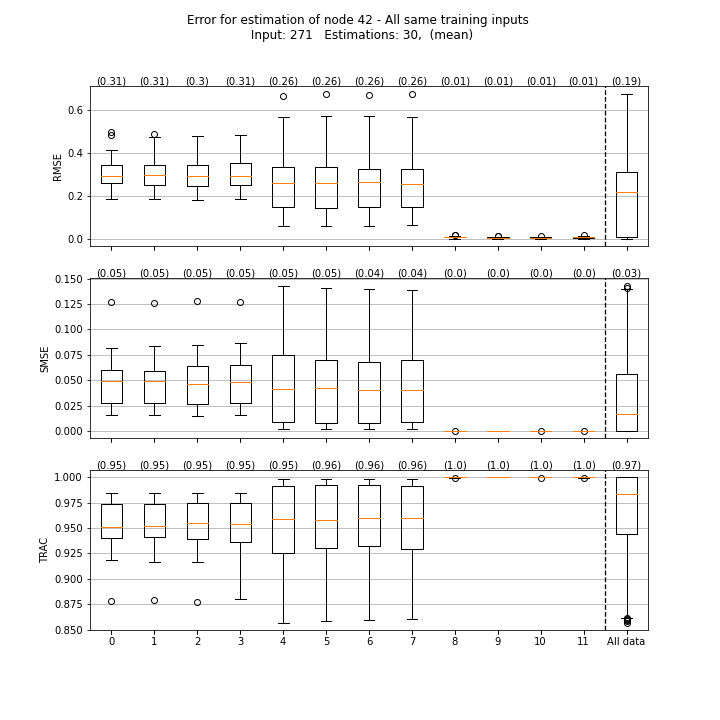 Error for estimation of node 42 - All same training inputs
Input: 271   Estimations: 30,  (mean)
(0.31) (0.31) (0.3) (0.31) (0.26) (0.26) (0.26) (0.26) (0.01) (0.01) (0.01) (0.01) (0.19)
0.6
0.4
0.2
0.0
RMSE
(0.05) (0.05) (0.05) (0.05) (0.05) (0.05) (0.04) (0.04) (0.0) (0.0) (0.0) (0.0) (0.03)
0.150
0.125
0.100
0.075
0.050
0.025
0.000
SMSE
(0.95) (0.95) (0.95) (0.95) (0.95) (0.96) (0.96) (0.96) (1.0) (1.0) (1.0) (1.0) (0.97)
1.000
0.975
0.950
0.925
0.900
0.875
0.850
TRAC
0 1 2 3 4 5 6 7 8 9 10 11 All data